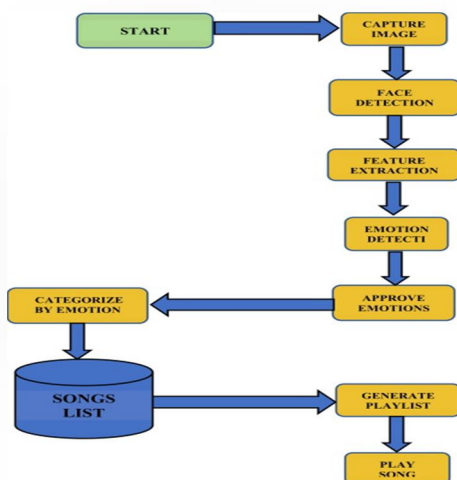 START
CAPTURE
IMAGE
FACE
DETECTION
FEATURE
EXTRACTION
EMOTION
DETECTI
APPROVE
EMOTIONS
CATEGORIZE
BY EMOTION
SONGS
LIST
GENERATE
PLAYLIST
PLAY
SONG